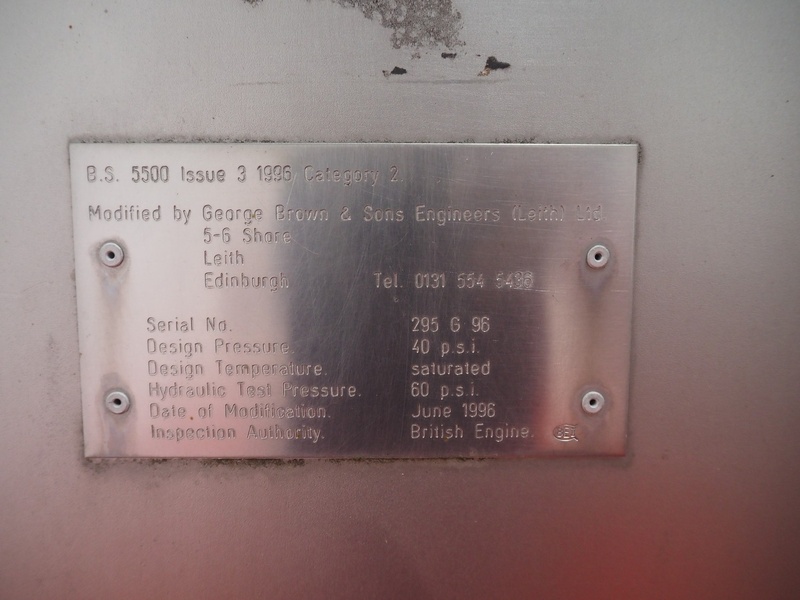 B.S. 5500 Issue 3 1996 Category 2.
Modified by George Brown & Sons Engineers (Leith) Ltd
5-6 Shore.
Leith
Edinburgh Tel. 0131 554
Serial No. 295 G 96
Design Pressure. 40 p.s.i.
Design Temperature. saturated
Hydraulic Test Pressure. 60 p.s.i.
Date of Modification. June 1996
Inspection Authority. British Engine.